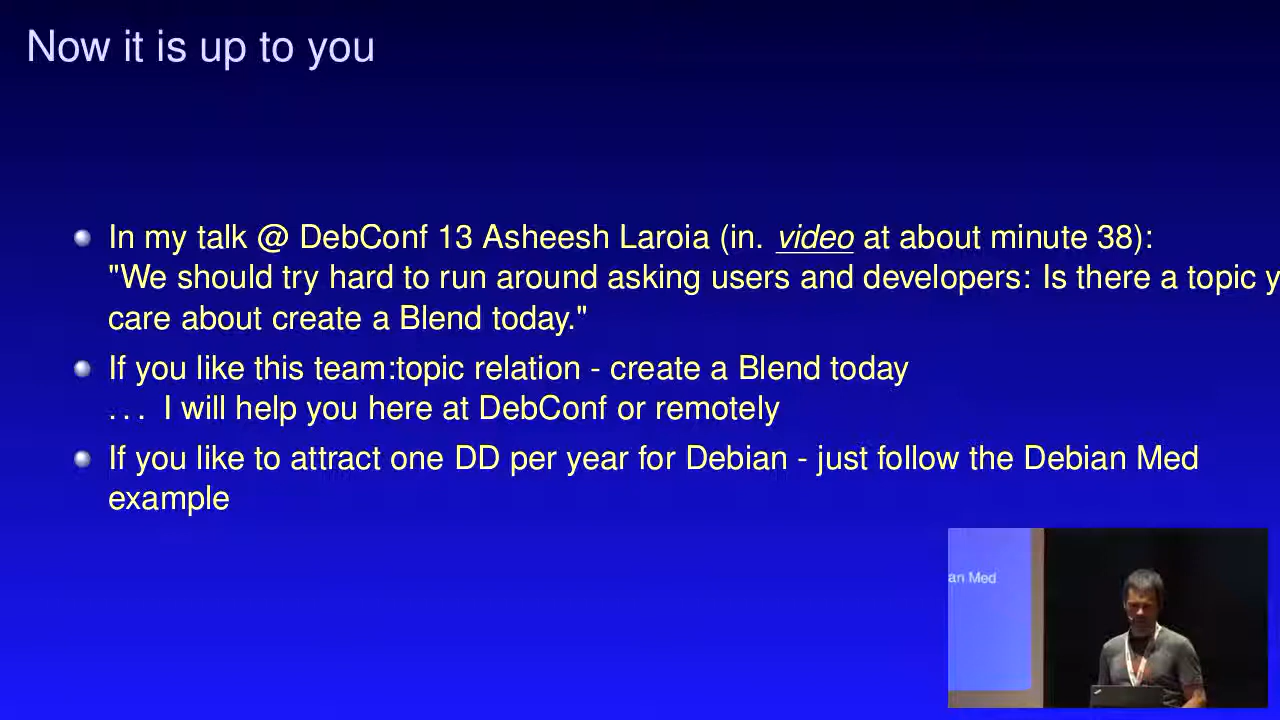 Now it is up to you
In my talk @ DebConf 13 Asheesh Laroia (in. video at about minute 38):
"We should try hard to run around asking users and developers: Is there a topic y
care about create a Blend today."
If you like this team:topic relation - create a Blend today
... I will help you here at DebConf or remotely
If you like to attract one DD per year for Debian - just follow the Debian Med
example
an Med